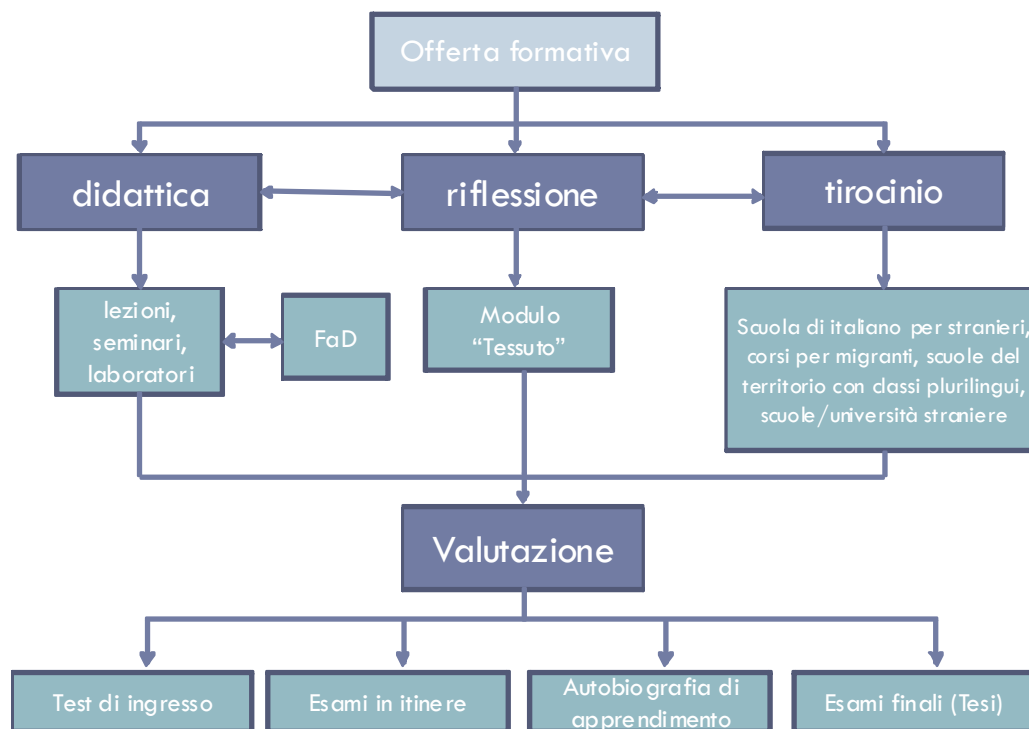 Offerta formativa
didattica
riflessione
tirocinio
lezioni,
seminari,
laboratori
FaD
Modulo
“Tessuto”
Scuola di italiano per stranieri,
corsi per migranti, scuole del
territorio con classi plurilingui,
scuole/università straniere
Valutazione
Test di ingresso
Esami in itinere
Autobiografia di
apprendimento
Esami finali (Tesi)